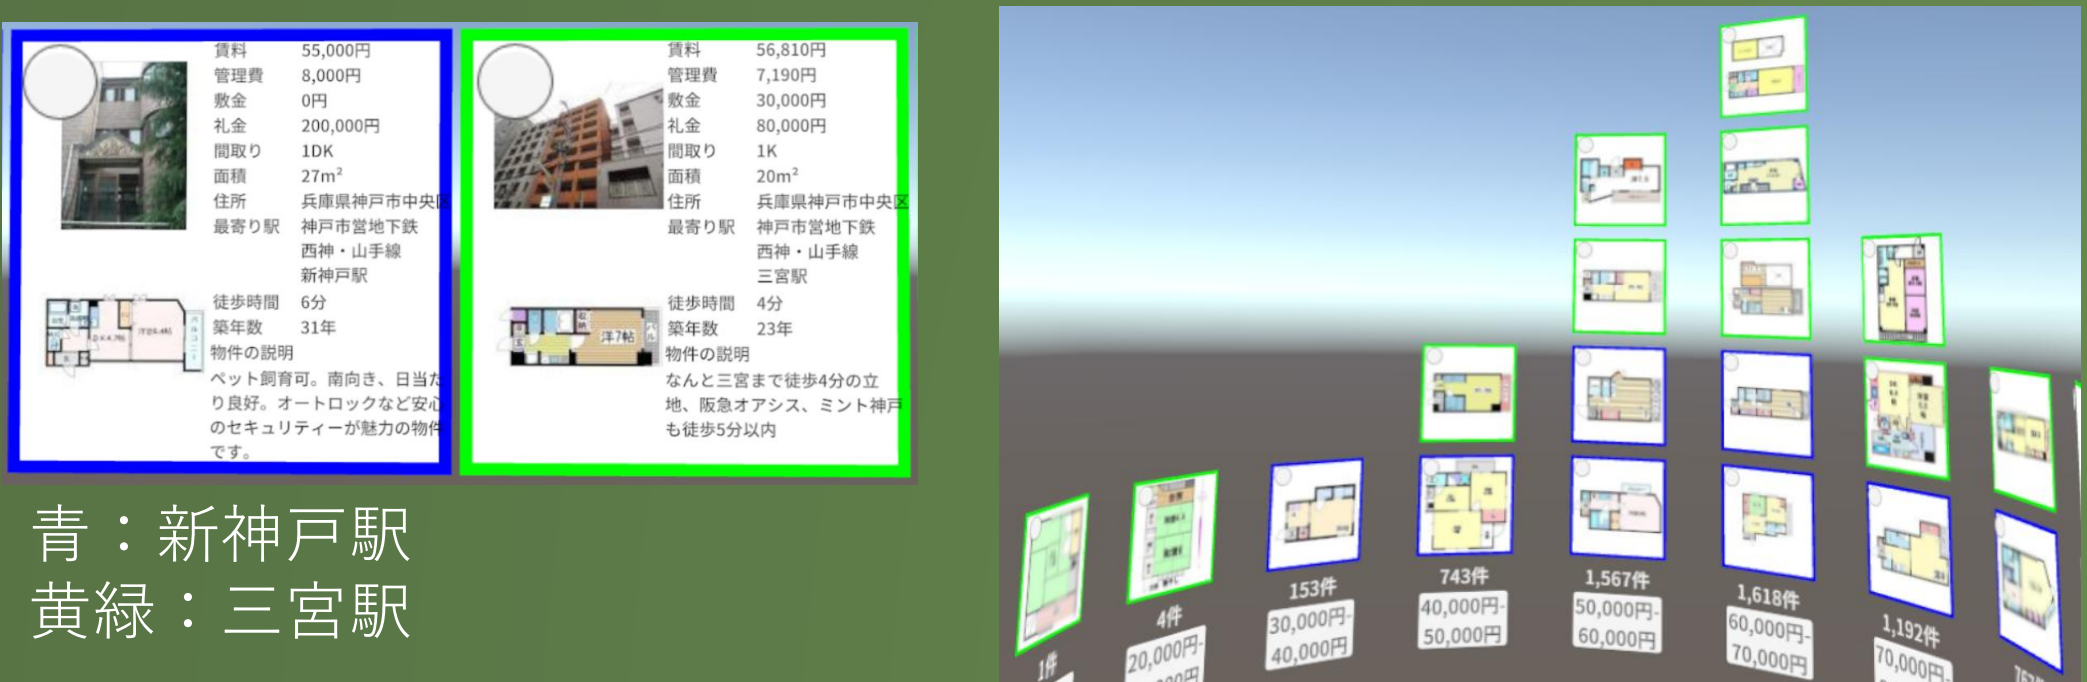 賃料 55,000円
管理費 8,000円
敷金 0円
礼金 200,000円
間取り 1DK
面積 27m²
住所 兵庫県神戸市中央区
最寄り駅 神戸市営地下鉄
西神・山手線
新神戸駅
徒歩時間 6分
築年数 31年
物件の説明
ペット飼育可。南向き、日当た
り良好。オートロックなど安心
のセキュリティーが魅力の物件
です。
賃料 56,810円
管理費 7,190円
敷金 30,000円
礼金 80,000円
間取り 1K
面積 20m²
住所 兵庫県神戸市中央区
最寄り駅 神戸市営地下鉄
西神・山手線
三宮駅
徒歩時間 4分
築年数 23年
物件の説明
なんと三宮まで徒歩4分の立
地、阪急オアシス、ミント神戸
も徒歩5分以内
洋7帖
収納
バルコニー
青：新神戸駅
黄緑：三宮駅
1件
4件
20,000円-
153件
30,000円-
40,000円
743件
40,000円-
50,000円
1,567件
50,000円-
60,000円
1,618件
60,000円-
70,000円
1,192件
70,000円-